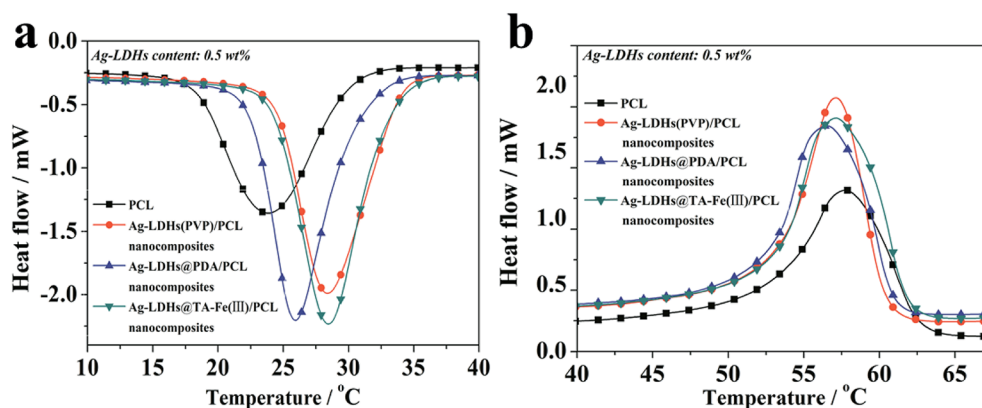 a
Ag-LDHs content: 0.5 wt%
0.0
-0.5
-1.0
-1.5
-2.0
Heat flow / mW
PCL
Ag-LDHs(PVP)/PCL
nanocomposites
Ag-LDHs@PDA/PCL
nanocomposites
Ag-LDHs@TA-Fe(Ⅲ)/PCL
nanocomposites
10 15 20 25 30 35 40
Temperature / °C
b
Ag-LDHs content: 0.5 wt%
2.0
1.5
1.0
0.5
0.0
Heat flow / mW
PCL
Ag-LDHs(PVP)/PCL
nanocomposites
Ag-LDHs@PDA/PCL
nanocomposites
Ag-LDHs@TA-Fe(Ⅲ)/PCL
nanocomposites
40 45 50 55 60 65
Temperature / °C